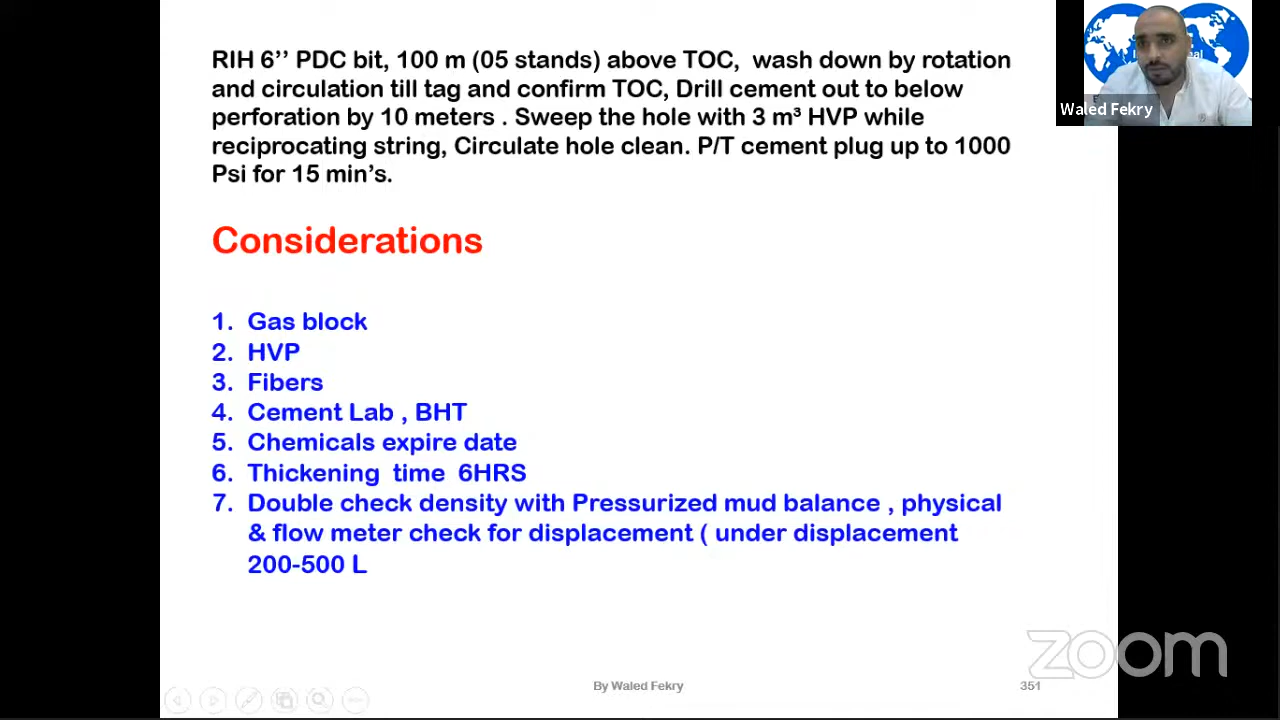 RIH 6’’ PDC bit, 100 m (05 stands) above TOC, wash down by rotation
and circulation till tag and confirm TOC, Drill cement out to below
perforation by 10 meters . Sweep the hole with 3 m³ HVP while
reciprocating string, Circulate hole clean. P/T cement plug up to 1000
Psi for 15 min’s.
Considerations
1. Gas block
2. HVP
3. Fibers
4. Cement Lab , BHT
5. Chemicals expire date
6. Thickening time 6HRS
7. Double check density with Pressurized mud balance , physical
& flow meter check for displacement ( under displacement
200-500 L
By Waled Fekry
351
Waled Fekry
zoom